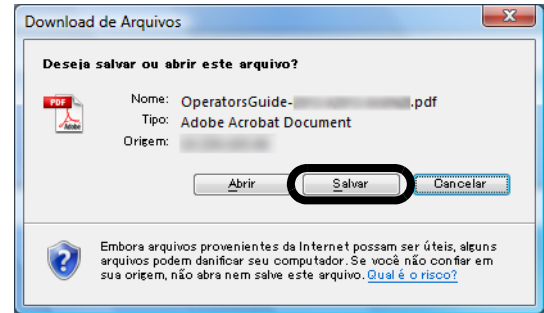 Download de Arquivos
Deseja salvar ou abrir este arquivo?
PDF
Adobe
Nome: OperatorsGuide- .pdf
Tipo: Adobe Acrobat Document
Origem:
Abrir Salvar Cancelar
Embora arquivos provenientes da Internet possam ser úteis, alguns
arquivos podem danificar seu computador. Se você não confiar em
sua origem, não abra nem salve este arquivo. Qual é o risco?